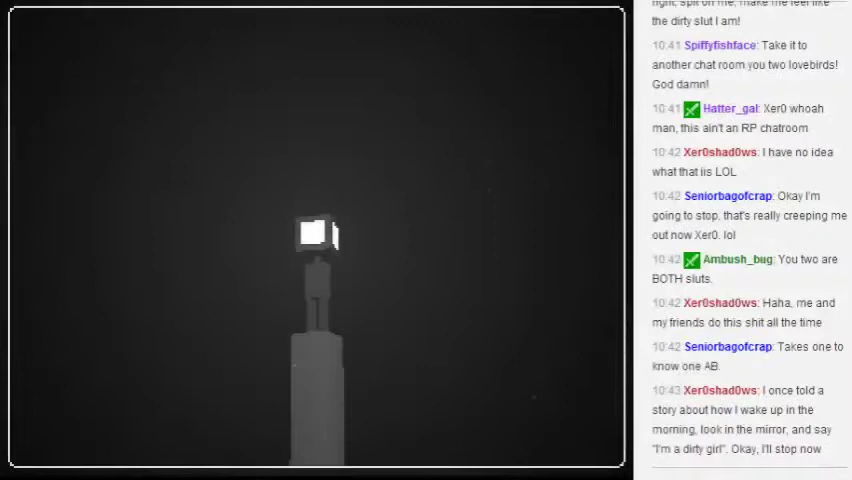 right, spit on me, make me feel like
the dirty slut I am!
10:41 Spiffyfishface: Take it to
another chat room you two lovebirds!
God damn!
10:41 Hatter_gal: Xer0 whoah
man, this ain't an RP chatroom
10:42 Xer0shad0ws: I have no idea
what that iis LOL
10:42 Seniorbagofcrap: Okay I'm
going to stop, that's really creeping me
out now Xer0. lol
10:42 Ambush_bug: You two are
BOTH sluts.
10:42 Xer0shad0ws: Haha, me and
my friends do this shit all the time
10:42 Seniorbagofcrap: Takes one to
know one AB.
10:43 Xer0shad0ws: I once told a
story about how I wake up in the
morning, look in the mirror, and say
"I'm a dirty girl". Okay, I'll stop now